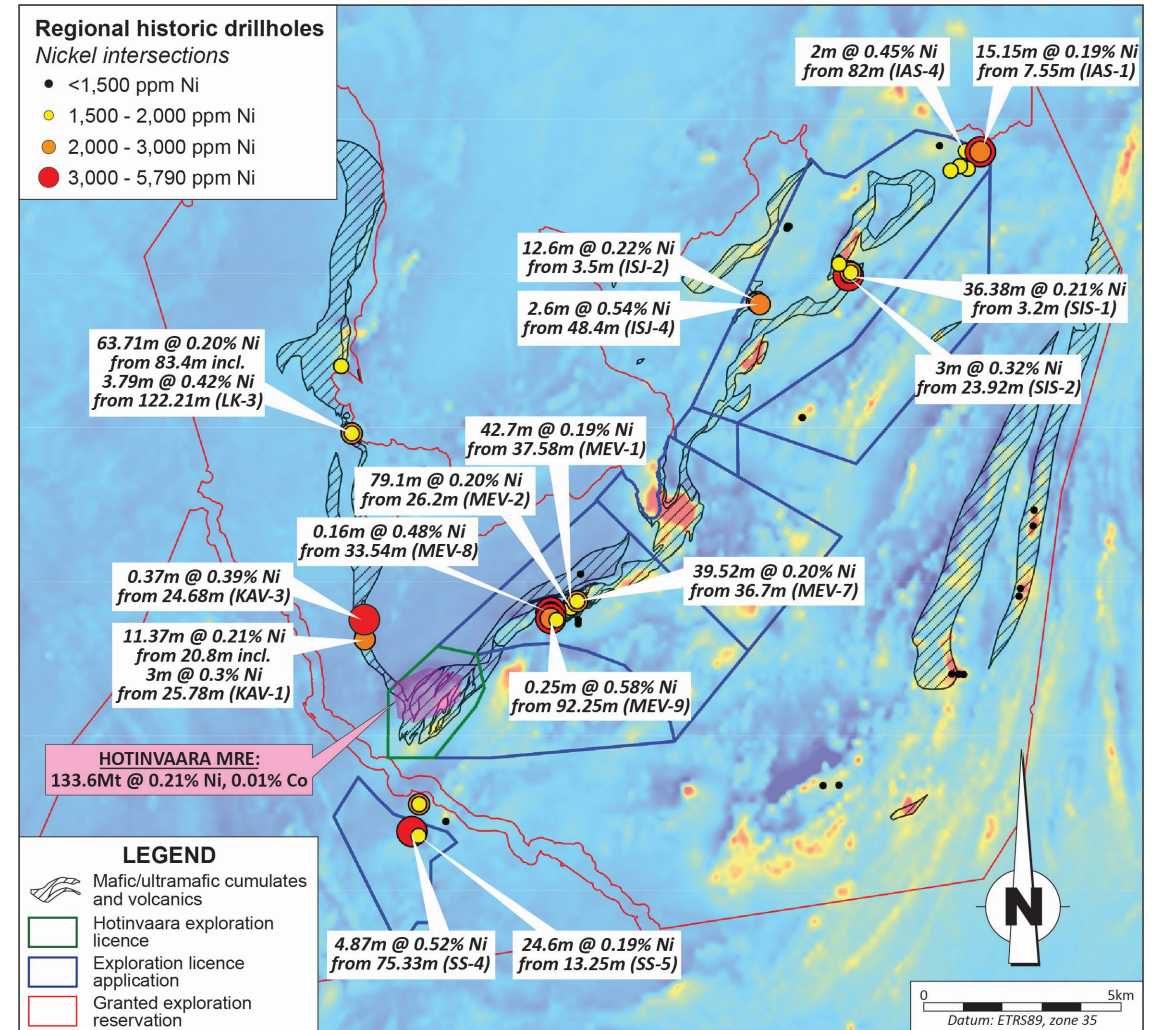 Regional historic drillholes
Nickel intersections
<1,500 ppm Ni
1,500 - 2,000 ppm Ni
2,000 - 3,000 ppm Ni
3,000 - 5,790 ppm Ni
2m @ 0.45% Ni
from 82m (IAS-4)
15.15m @ 0.19% Ni
from 7.55m (IAS-1)
12.6m @ 0.22% Ni
from 3.5m (ISJ-2)
2.6m @ 0.54% Ni
from 48.4m (ISJ-4)
36.38m @ 0.21% Ni
from 3.2m (SIS-1)
3m @ 0.32% Ni
from 23.92m (SIS-2)
63.71m @ 0.20% Ni
from 83.4m incl.
3.79m @ 0.42% Ni
from 122.21m (LK-3)
42.7m @ 0.19% Ni
from 37.58m (MEV-1)
79.1m @ 0.20% Ni
from 26.2m (MEV-2)
0.16m @ 0.48% Ni
from 33.54m (MEV-8)
39.52m @ 0.20% Ni
from 36.7m (MEV-7)
0.37m @ 0.39% Ni
from 24.68m (KAV-3)
11.37m @ 0.21% Ni
from 20.8m incl.
3m @ 0.3% Ni
from 25.78m (KAV-1)
0.25m @ 0.58% Ni
from 92.25m (MEV-9)
HOTINVAARA MRE:
133.6Mt @ 0.21% Ni, 0.01% Co
LEGEND
Mafic/ultramafic cumulates
and volcanics
Hotinvaara exploration
licence
Exploration licence
application
Granted exploration
reservation
4.87m @ 0.52% Ni
from 75.33m (SS-4)
24.6m @ 0.19% Ni
from 13.25m (SS-5)
N
0 5km
Datum: ETRS89, zone 35